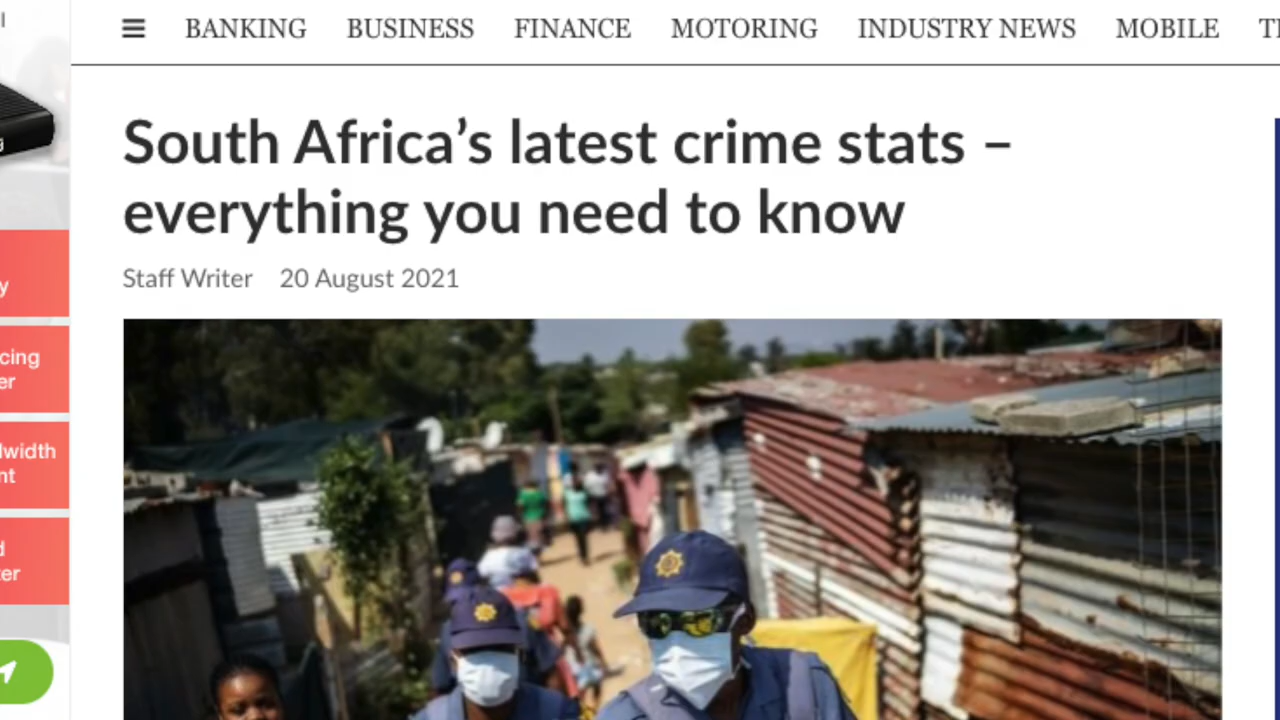 BANKING BUSINESS FINANCE MOTORING INDUSTRY NEWS MOBILE
South Africa's latest crime stats –
everything you need to know
Staff Writer 20 August 2021